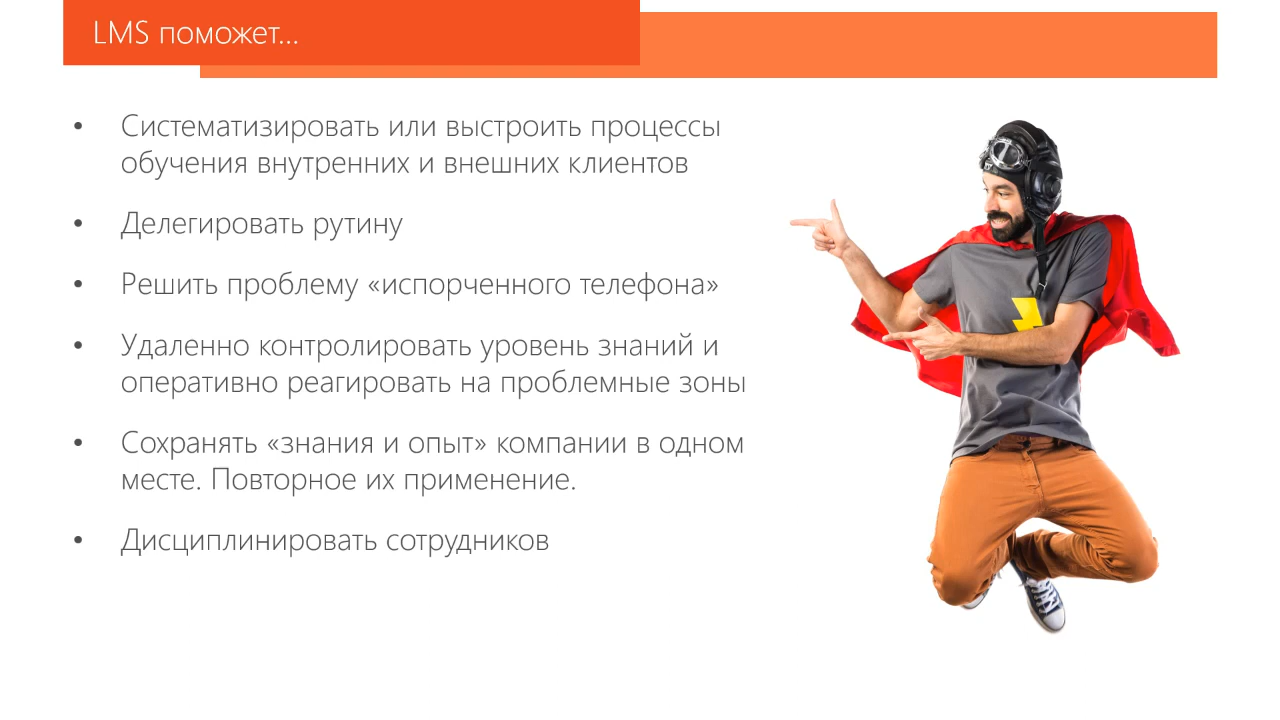 LMS поможет...
• Систематизировать или выстроить процессы
обучения внутренних и внешних клиентов
• Делегировать рутину
• Решить проблему «испорченного телефона»
• Удаленно контролировать уровень знаний и
оперативно реагировать на проблемные зоны
• Сохранять «знания и опыт» компании в одном
месте. Повторное их применение.
• Дисциплинировать сотрудников